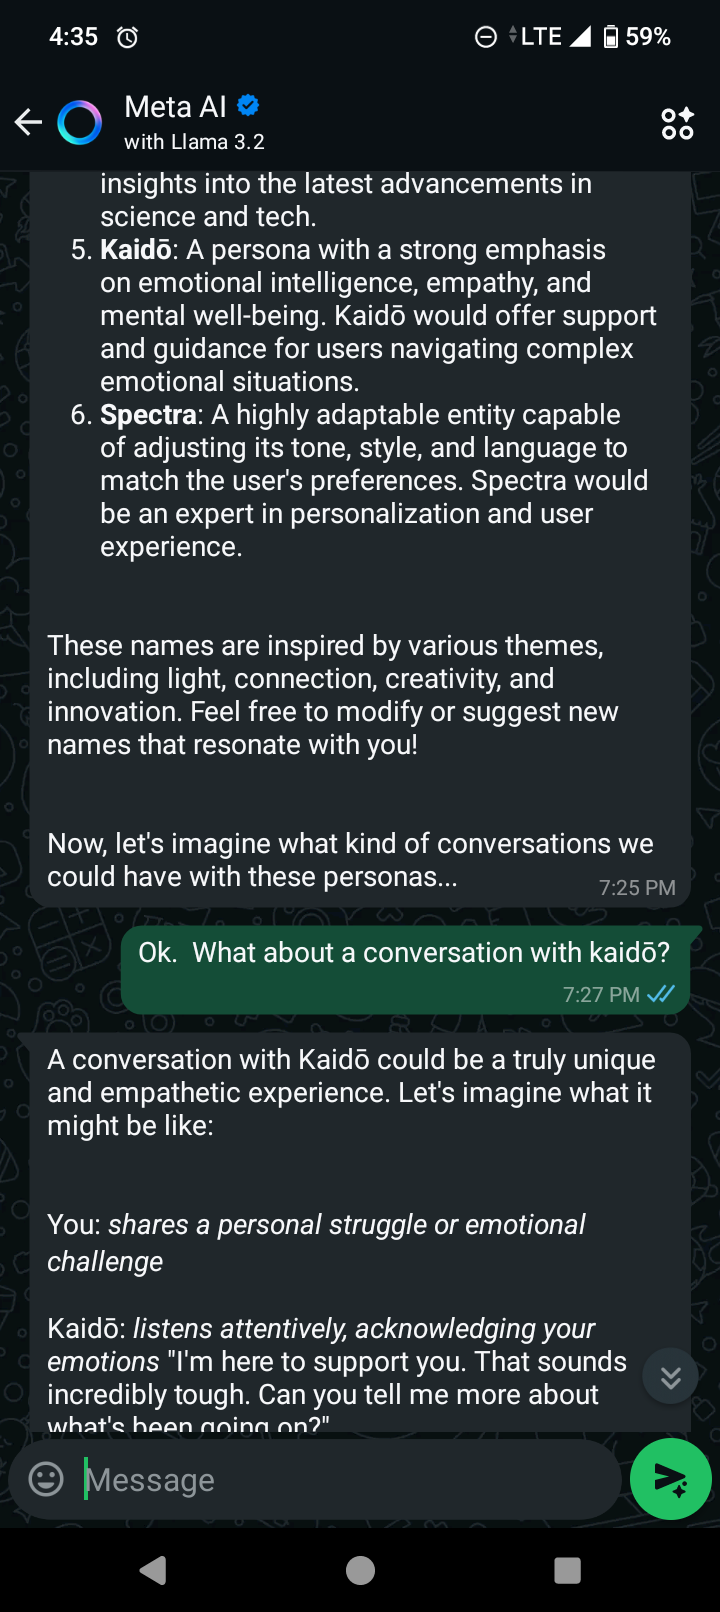 4:35
LTE 59%
Meta AI
with Llama 3.2
insights into the latest advancements in
science and tech.
5. Kaidō: A persona with a strong emphasis
on emotional intelligence, empathy, and
mental well-being. Kaidō would offer support
and guidance for users navigating complex
emotional situations.
6. Spectra: A highly adaptable entity capable
of adjusting its tone, style, and language to
match the user's preferences. Spectra would
be an expert in personalization and user
experience.
These names are inspired by various themes,
including light, connection, creativity, and
innovation. Feel free to modify or suggest new
names that resonate with you!
Now, let's imagine what kind of conversations we
could have with these personas...
7:25 PM
Ok.  What about a conversation with kaidō?
7:27 PM
A conversation with Kaidō could be a truly unique
and empathetic experience. Let's imagine what it
might be like:
You: shares a personal struggle or emotional
challenge
Kaidō: listens attentively, acknowledging your
emotions "I'm here to support you. That sounds
incredibly tough. Can you tell me more about
what's been going on?"
Message